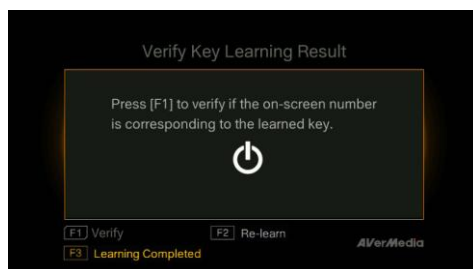 Verify Key Learning Result
Press [F1] to verify if the on-screen number
is corresponding to the learned key.
F1 Verify
F2 Re-learn
F3 Learning Completed
AVerMedia